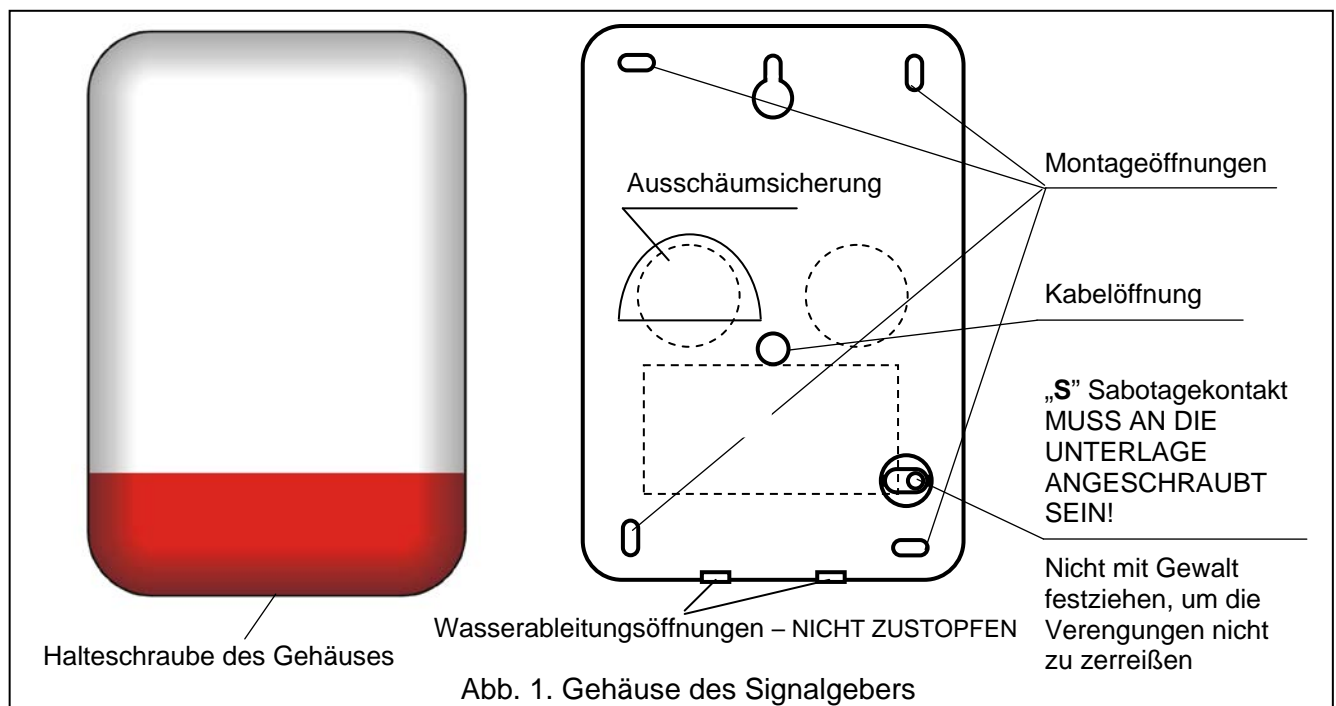 Ausschäumsicherung
Montageöffnungen
Kabelöffnung
„S” Sabotagekontakt
MUSS AN DIE
UNTERLAGE
ANGESCHRAUBT
SEIN!
Nicht mit Gewalt
festziehen, um die
Verengungen nicht
zu zerreißen
Wasserableitungsöffnungen – NICHT ZUSTOPFEN
Halteschraube des Gehäuses
Abb. 1. Gehäuse des Signalgebers